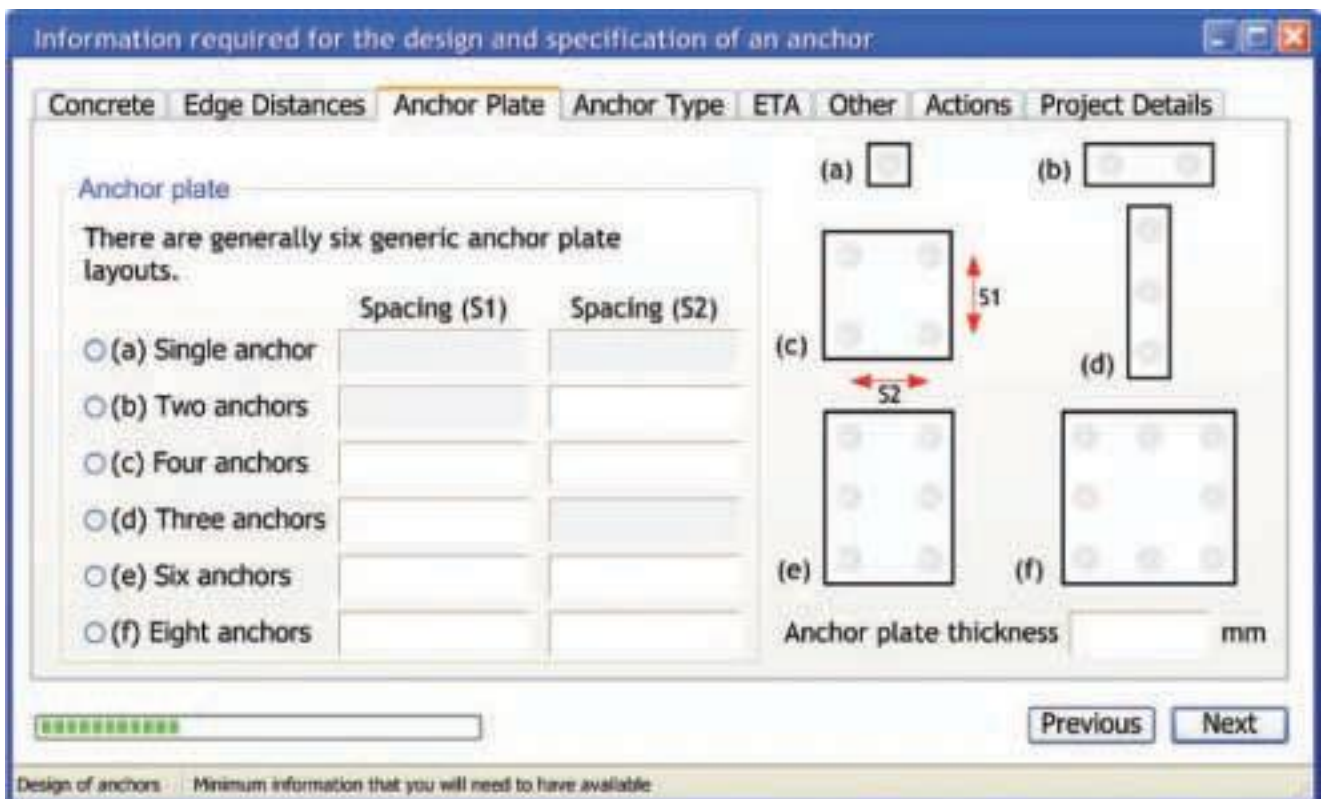 Information required for the design and specification of an anchor
Concrete Edge Distances Anchor Plate Anchor Type ETA Other Actions Project Details
Anchor plate
There are generally six generic anchor plate
layouts.
Spacing (S1) Spacing (S2)
(a) Single anchor
(b) Two anchors
(c) Four anchors
(d) Three anchors
(e) Six anchors
(f) Eight anchors
(a)
(b)
S1
(c)
(d)
S2
(e)
(f)
Anchor plate thickness mm
Previous Next
Design of anchors Minimum information that you will need to have available